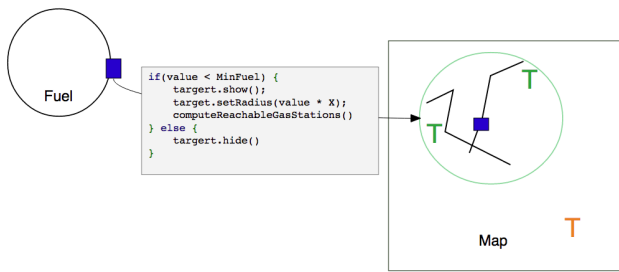 Fuel
if(value < MinFuel) {
targert.show();
target.setRadius(value * X);
computeReachableGasStations()
} else {
targert.hide()
}
T
T
Map
T